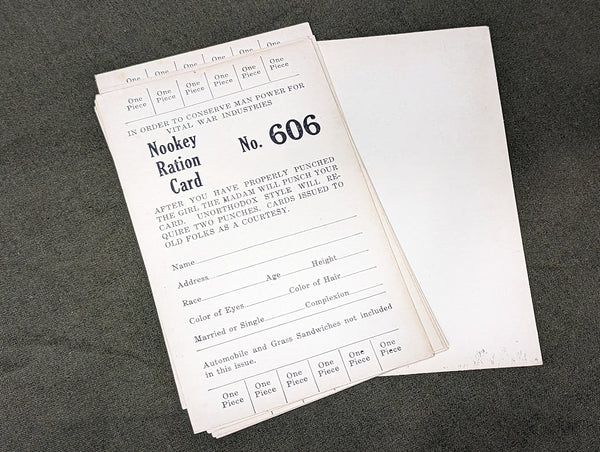 One One One One One One
One One One One One One
Piece Piece Piece Piece Piece Piece
IN ORDER TO CONSERVE MAN POWER FOR
VITAL WAR INDUSTRIES
Nookey
Ration
Card
No. 606
AFTER YOU HAVE PROPERLY PUNCHED
THE GIRL THE MADAM WILL PUNCH YOUR
CARD. UNORTHODOX STYLE WILL RE-
QUIRE TWO PUNCHES. CARDS ISSUED TO
OLD FOLKS AS A COURTESY.
Name
Address
Race Age Height
Color of Eyes Color of Hair
Married or Single Complexion
Automobile and Grass Sandwiches not included
in this issue.
One One One One One One
Piece Piece Piece Piece Piece Piece